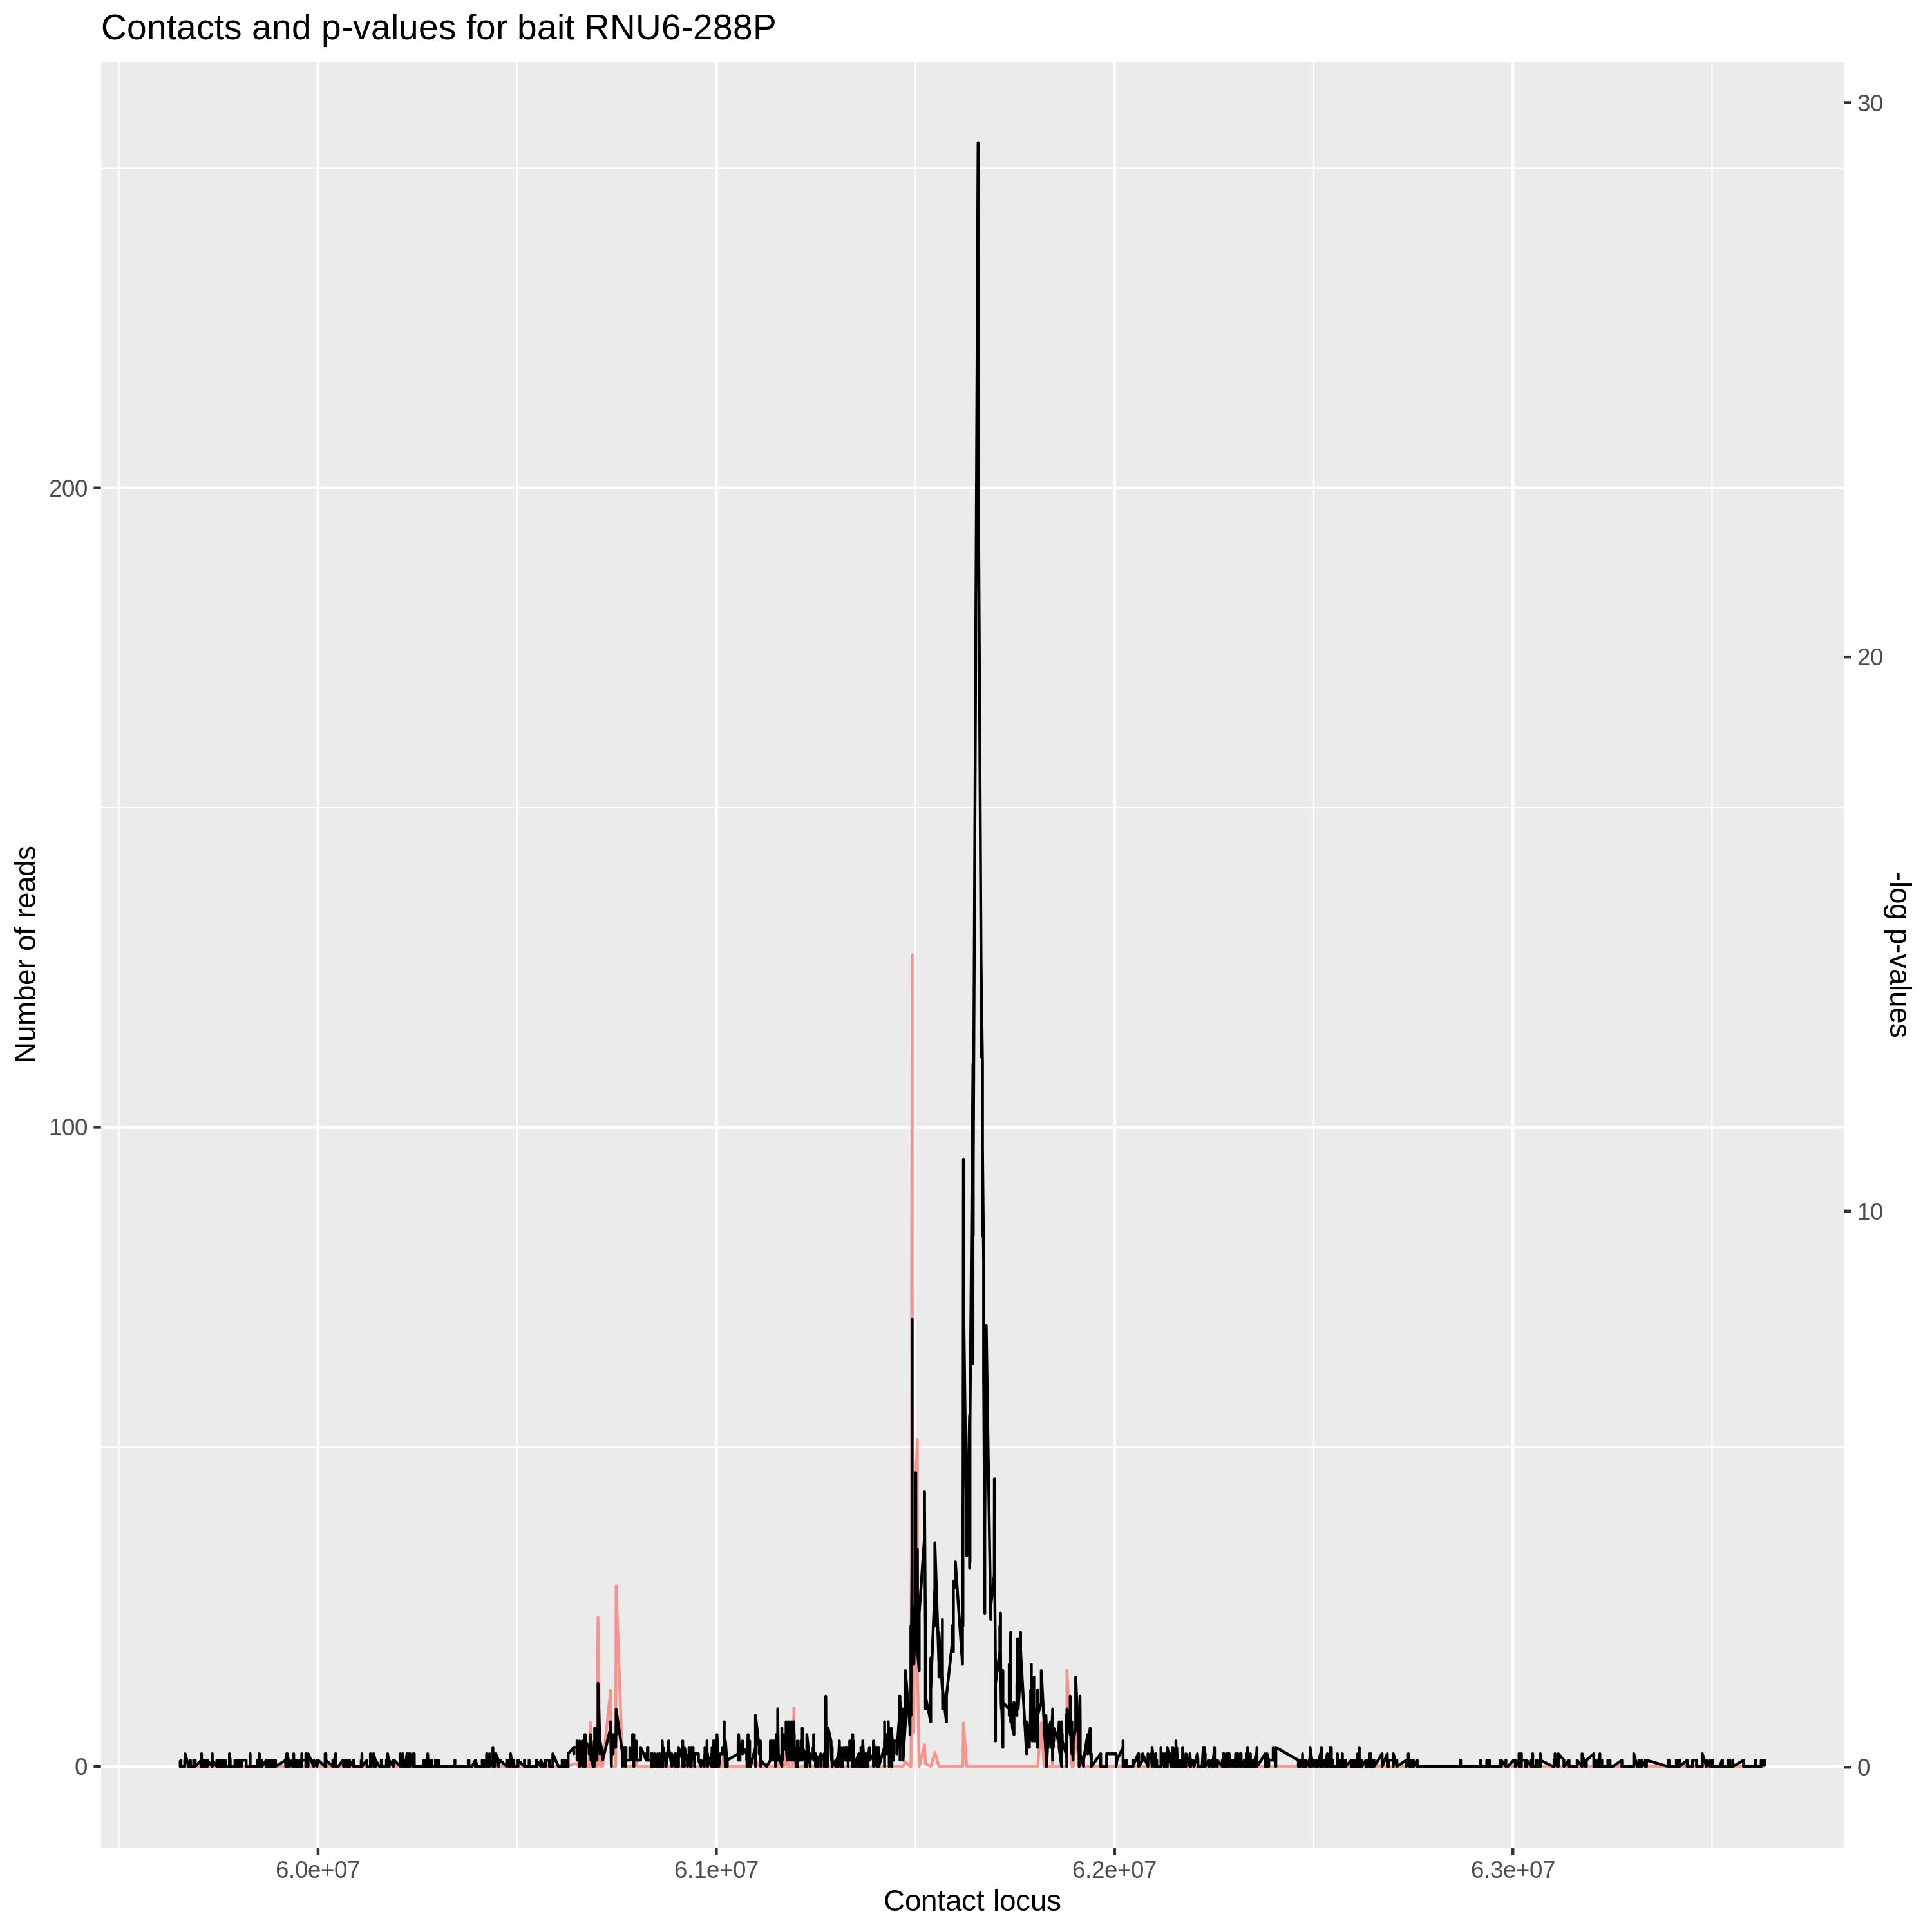 Contacts and p-values for bait RNU6-288P
Number of reads
200
100
0
30
20
10
0
-log p-values
6.0e+07
6.1e+07
6.2e+07
6.3e+07
Contact locus